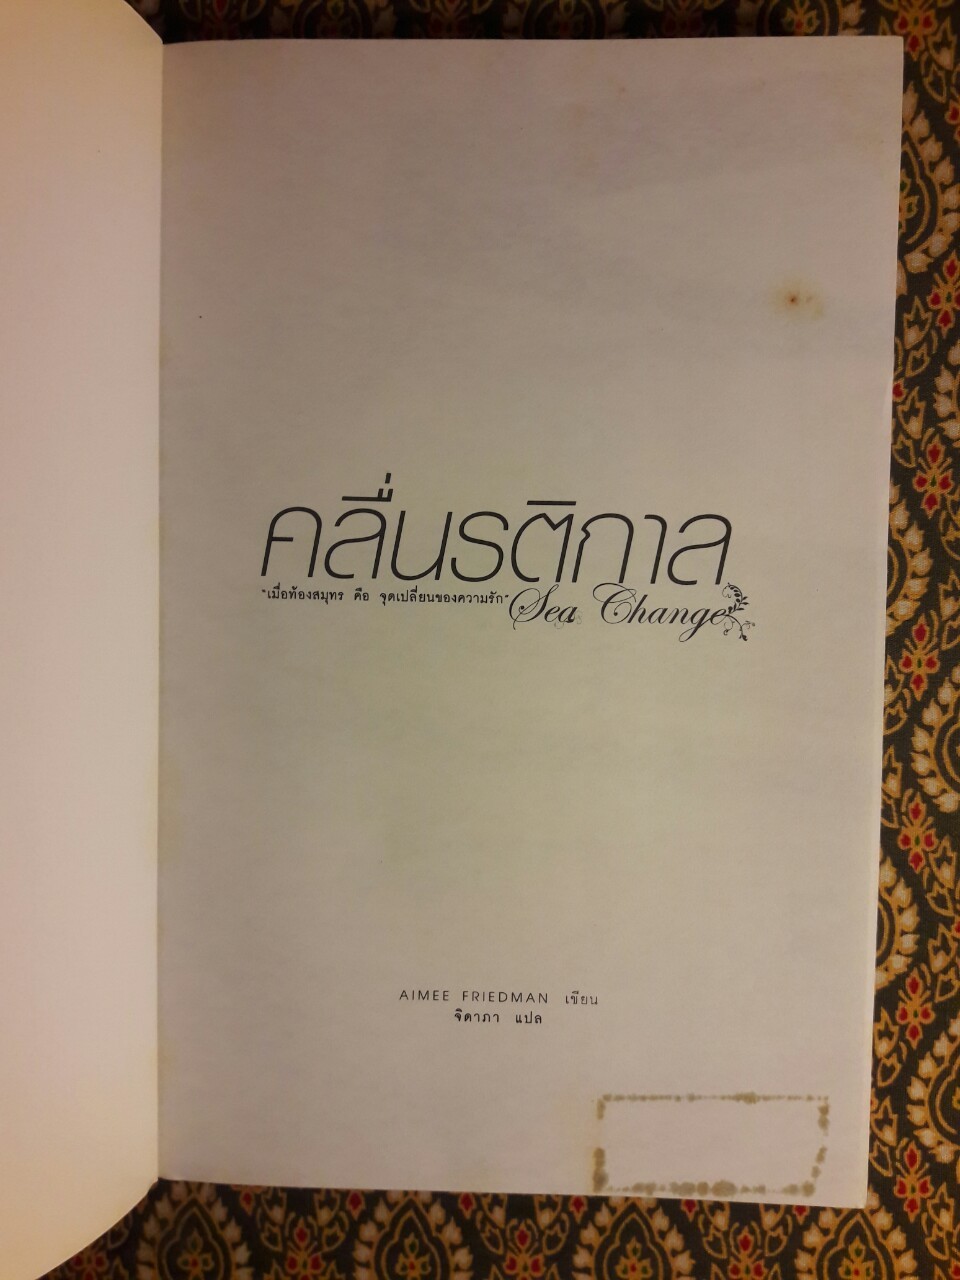 คลื่นรติกาล
"เมื่อท้องสมุทร คือ จุดเปลี่ยนของความรัก" Sea Change
AIMEE FRIEDMAN เขียน
จิดาภา แปล